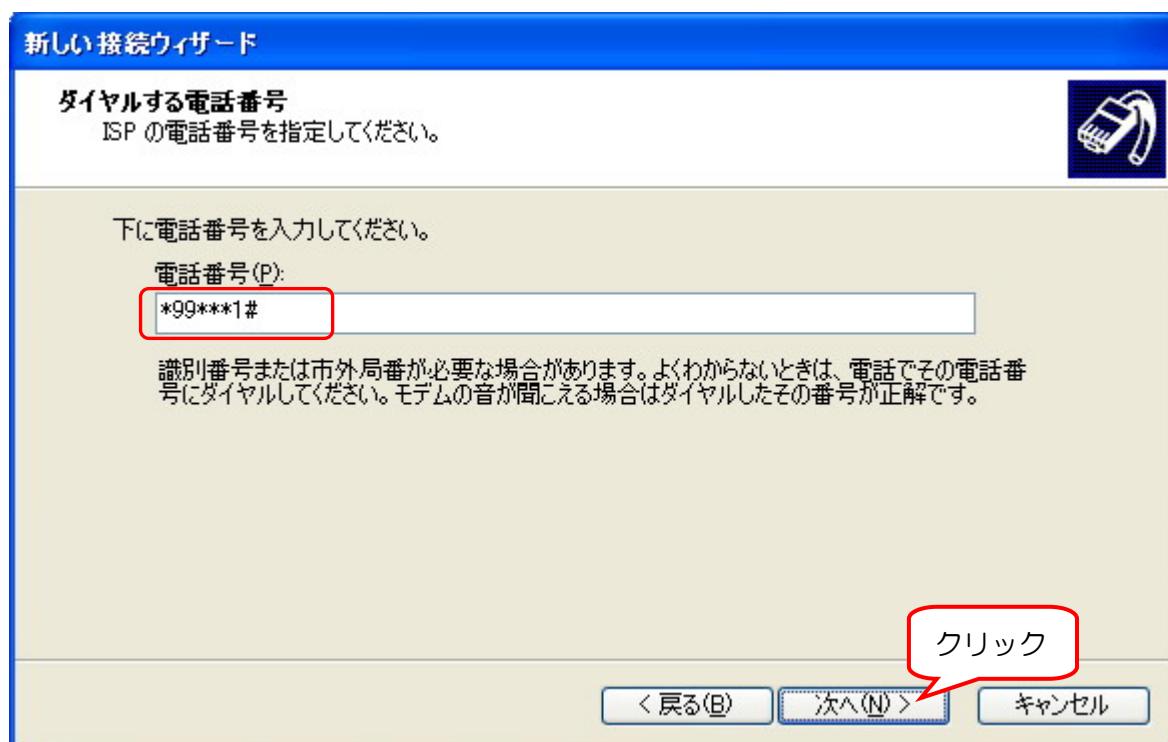 新しい接続ウィザード
ダイヤルする電話番号
ISP の電話番号を指定してください。
下に電話番号を入力してください。
電話番号(P):
*99***1#
識別番号または市外局番が必要な場合があります。よくわからないときは、電話でその電話番
号にダイヤルしてください。モデムの音が聞こえる場合はダイヤルしたその番号が正解です。
クリック
< 戻る(B)
次へ(N) >
キャンセル